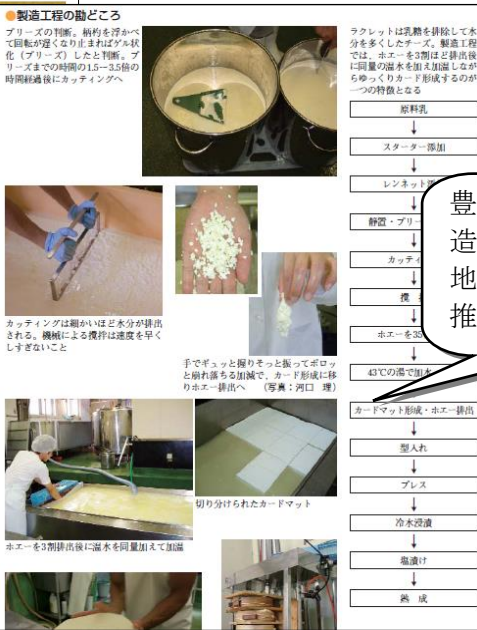 ●製造工程の勘どころ
フリーズの判断。柄杓を浮かべ
て回転が遅くなり止まればゲル状
化(フリーズ)したと判断。フ
リーズまでの時間の1.5〜3.5倍の
時間経過後にカッティングへ
カッティングは細かいほど水分が排出
される。機械による攪拌は速度を早く
しすぎないこと
手でギュッと握りそっと振ってポロッ
と崩れ落ちる加減で、カード形成に移
りホエー排出へ (写真:河口 理)
切り分けられたカードマット
ホエーを3割排出後に温水を同量加えて加温
ラクレットは乳糖を排除して水
分を多くしたチーズ。製造工程
では、ホエーを3割ほど排出後
に同量の温水を加え加温しなが
らゆっくりカード形成するのが
一つの特徴となる
原料乳
↓
スターター添加
↓
レンネット
↓
静置・フリー
↓
カッティ
↓
攪
↓
ホエーを35
↓
43℃の湯で加水
カードマット形成・ホエー排出
↓
型入れ
↓
プレス
↓
冷水浸漬
↓
塩漬け
↓
熟 成
豊
造
地
推